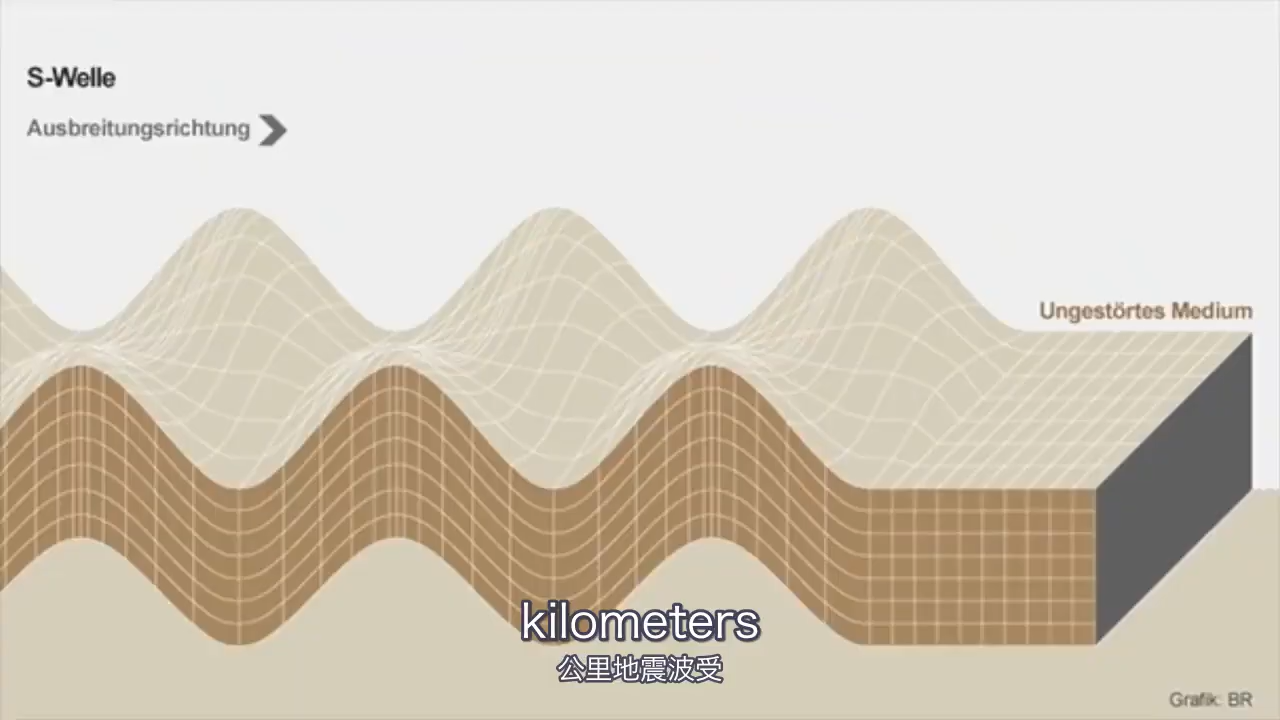 S-Welle
Ausbreitungsrichtung
Ungestörtes Medium
kilometers
公里地震波受
Grafik: BR